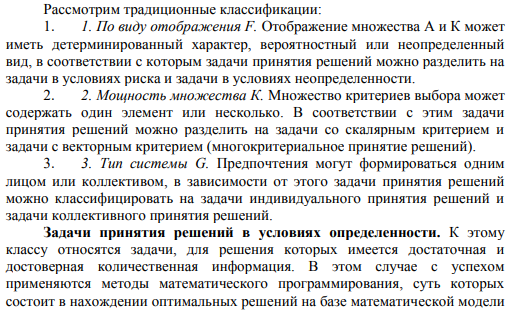 Рассмотрим традиционные классификации:
1. 1. По виду отображения F. Отображение множества А и К может
иметь детерминированный характер, вероятностный или неопределенный
вид, в соответствии с которым задачи принятия решений можно разделить на
задачи в условиях риска и задачи в условиях неопределенности.
2. 2. Мощность множества К. Множество критериев выбора может
содержать один элемент или несколько. В соответствии с этим задачи
принятия решений можно разделить на задачи со скалярным критерием и
задачи с векторным критерием (многокритериальное принятие решений).
3. 3. Тип системы G. Предпочтения могут формироваться одним
лицом или коллективом, в зависимости от этого задачи принятия решений
можно классифицировать на задачи индивидуального принятия решений и
задачи коллективного принятия решений.
Задачи принятия решений в условиях определенности. К этому
классу относятся задачи, для решения которых имеется достаточная и
достоверная количественная информация. В этом случае с успехом
применяются методы математического программирования, суть которых
состоит в нахождении оптимальных решений на базе математической модели